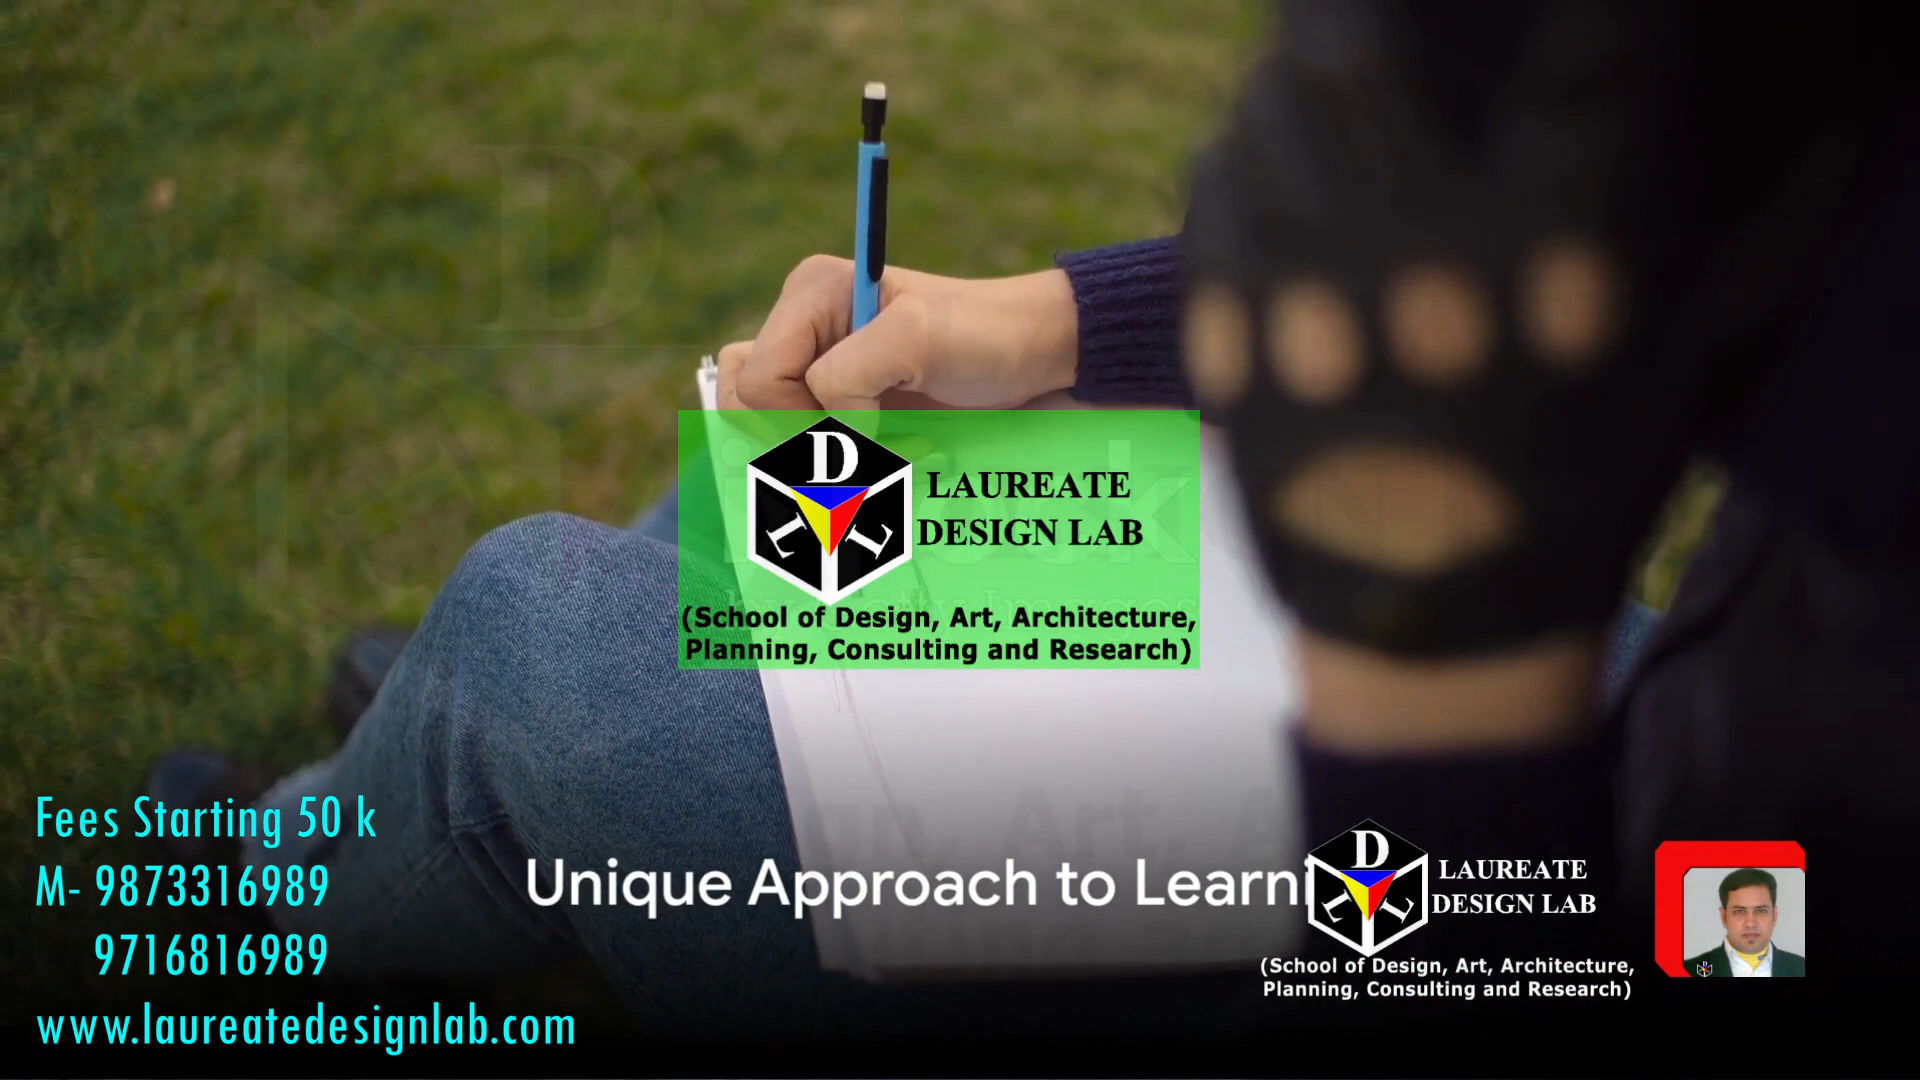 D
L L
LAUREATE
DESIGN LAB
(School of Design, Art, Architecture,
Planning, Consulting and Research)
Fees Starting 50 k
M- 9873316989
9716816989
www.laureatedesignlab.com
Unique Approach to Learni
D
L L
LAUREATE
DESIGN LAB
(School of Design, Art, Architecture,
Planning, Consulting and Research)